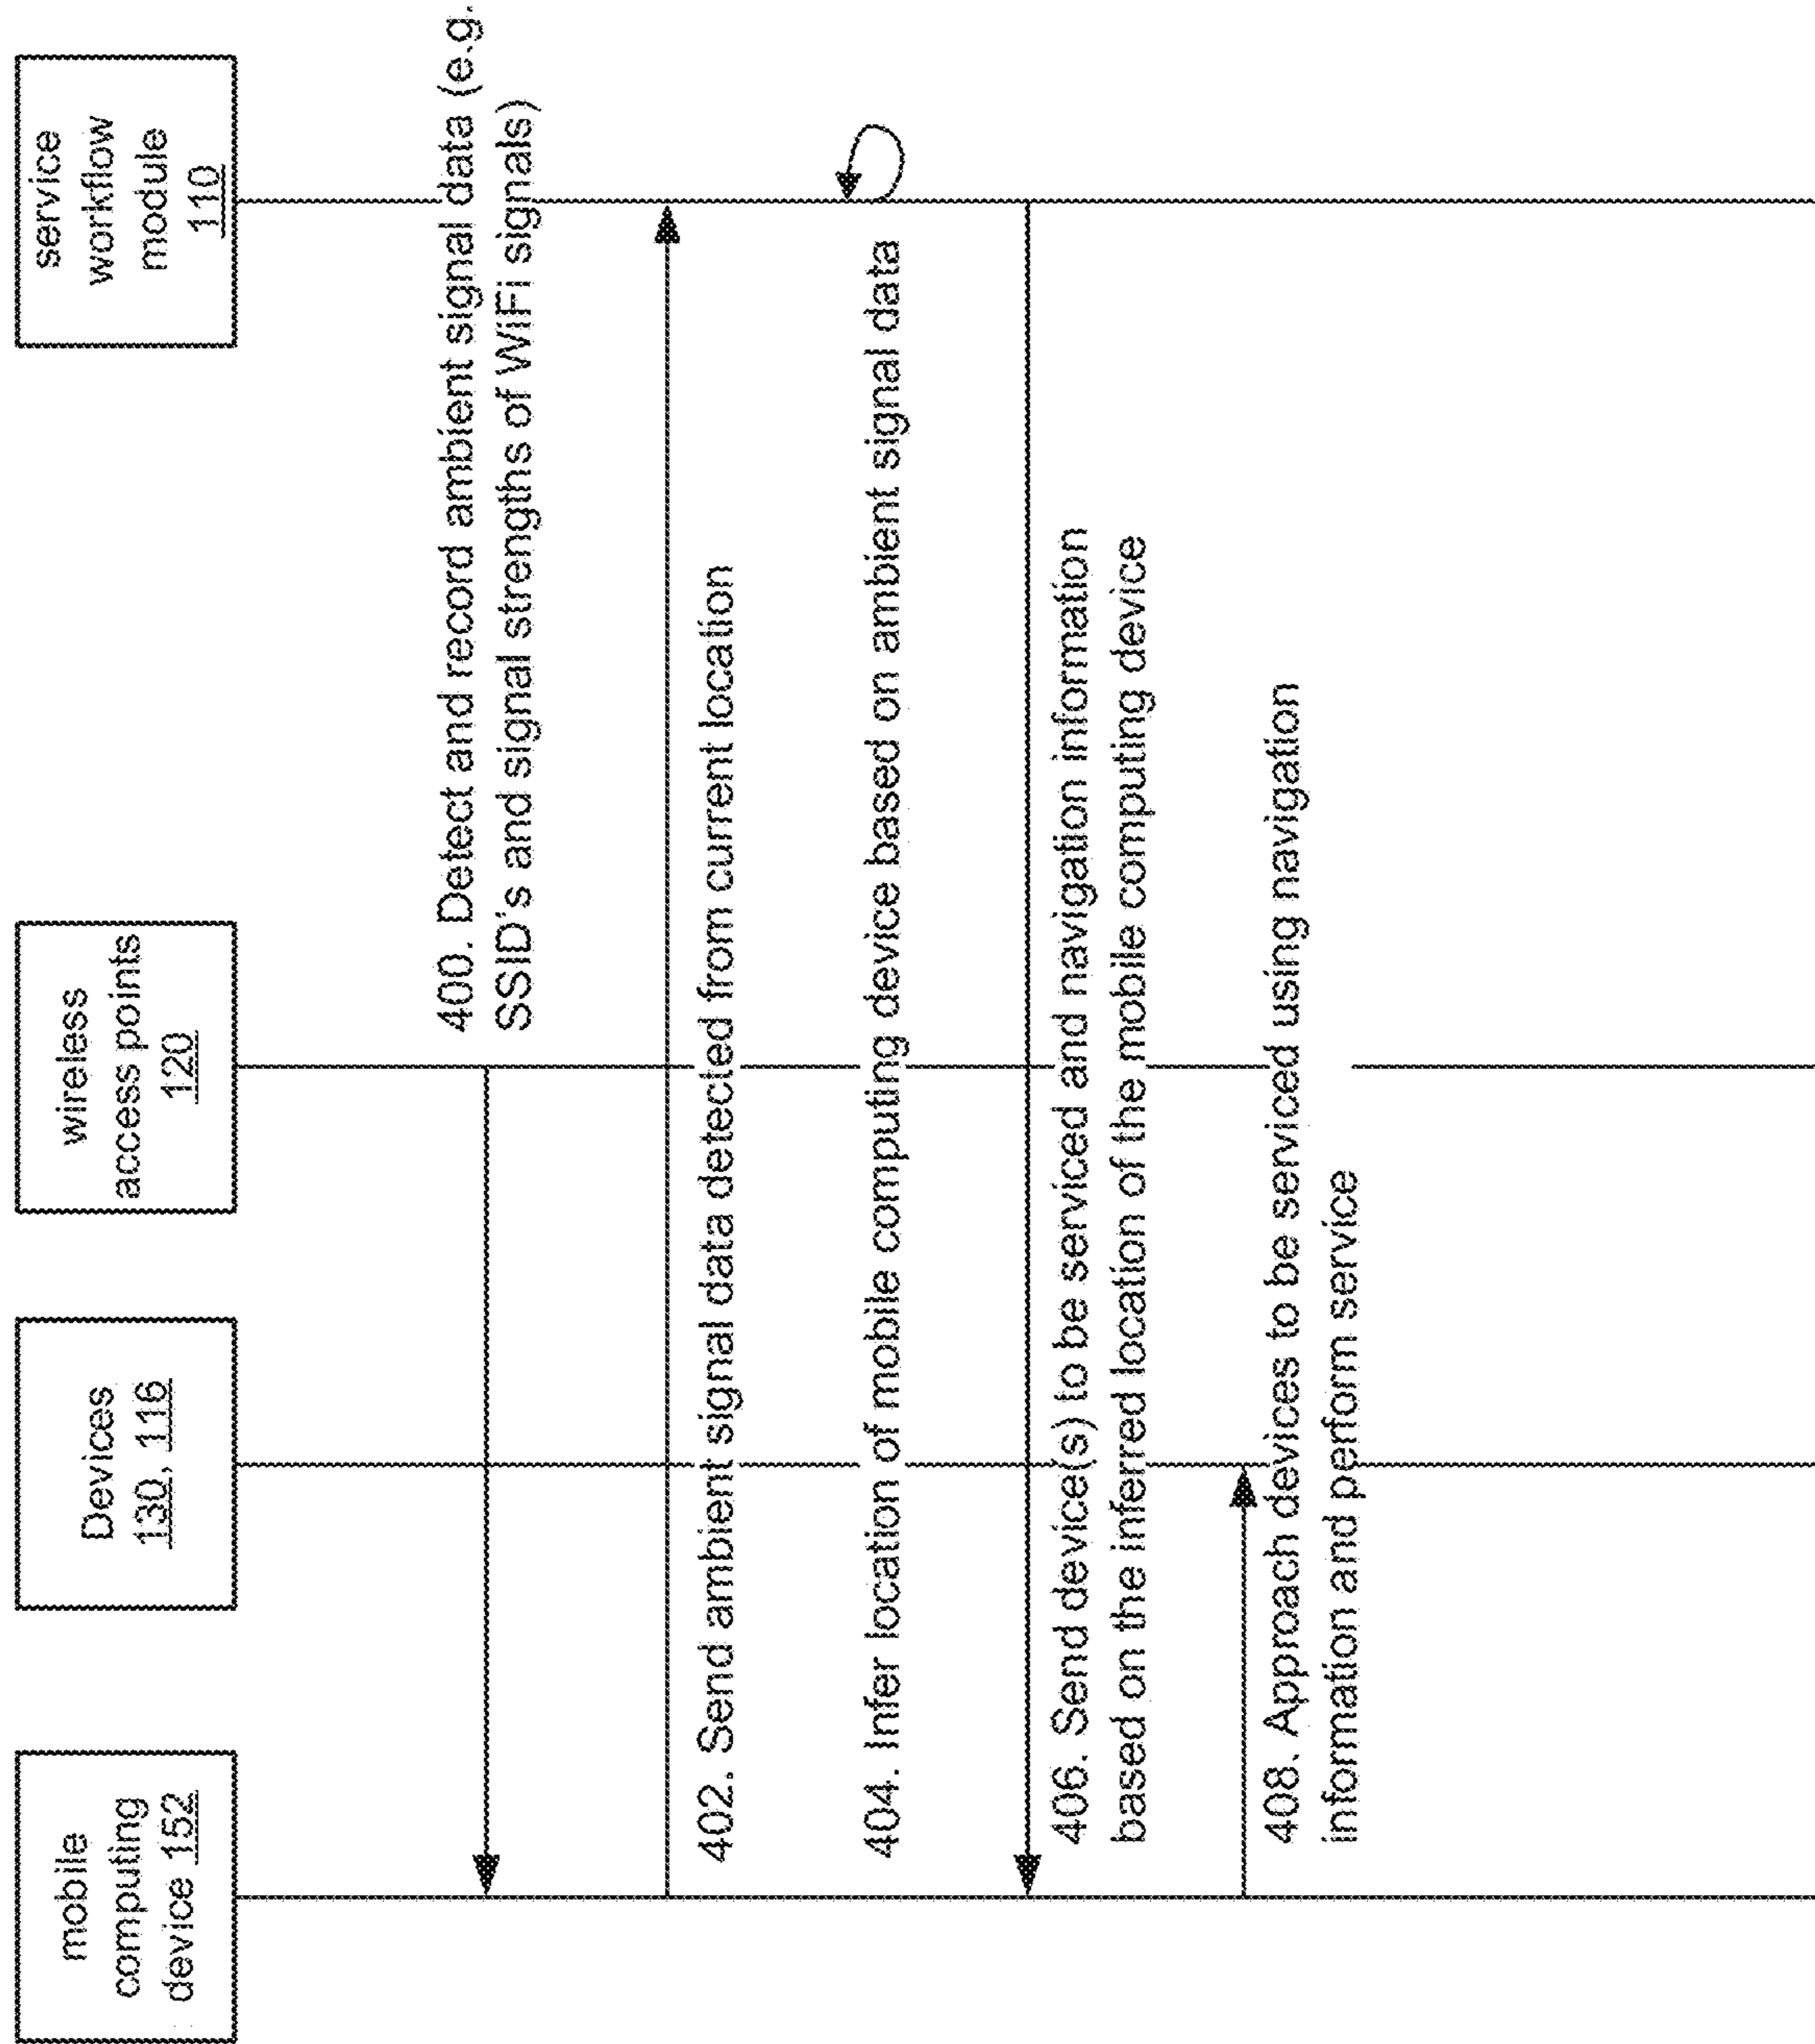 mobile
computing
device 152
Devices
130, 116
wireless
access points
120
service
workflow
module
110
400. Detect and record ambient signal data (e.g.
SSID's and signal strengths of WiFi signals)
402. Send ambient signal data detected from current location
404. Infer location of mobile computing device based on ambient signal data
406. Send device(s) to be serviced and navigation information
based on the inferred location of the mobile computing device
408. Approach devices to be serviced using navigation
information and perform service